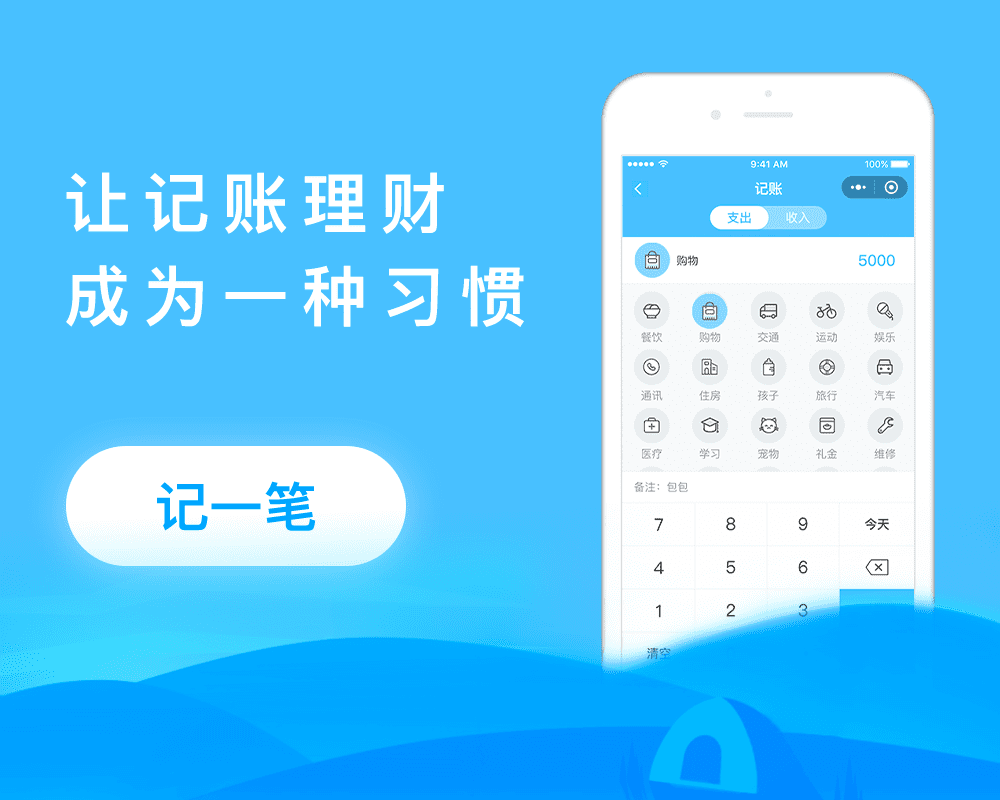 让记账理财
成为一种习惯
记一笔
9:41 AM 100%
记账
支出 收入
购物 5000
餐饮 购物 交通 运动 娱乐
通讯 住房 孩子 旅行 汽车
医疗 学习 宠物 礼金 维修
备注：包包
7 8 9 今天
4 5 6
1 2 3
清空